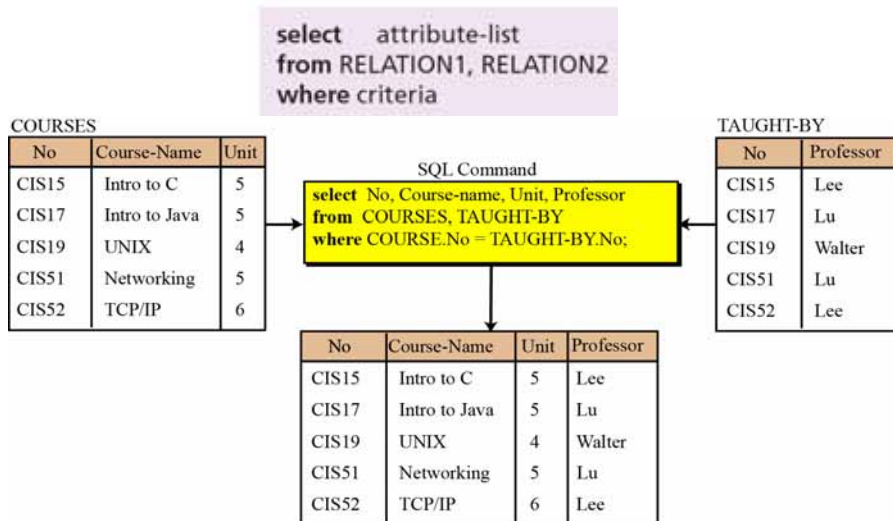 select attribute-list
from RELATION1, RELATION2
where criteria
COURSES
No Course-Name Unit
CIS15 Intro to C 5
CIS17 Intro to Java 5
CIS19 UNIX 4
CIS51 Networking 5
CIS52 TCP/IP 6
SQL Command
select No, Course-name, Unit, Professor
from COURSES, TAUGHT-BY
where COURSE.No = TAUGHT-BY.No;
TAUGHT-BY
No Professor
CIS15 Lee
CIS17 Lu
CIS19 Walter
CIS51 Lu
CIS52 Lee
No Course-Name Unit Professor
CIS15 Intro to C 5 Lee
CIS17 Intro to Java 5 Lu
CIS19 UNIX 4 Walter
CIS51 Networking 5 Lu
CIS52 TCP/IP 6 Lee